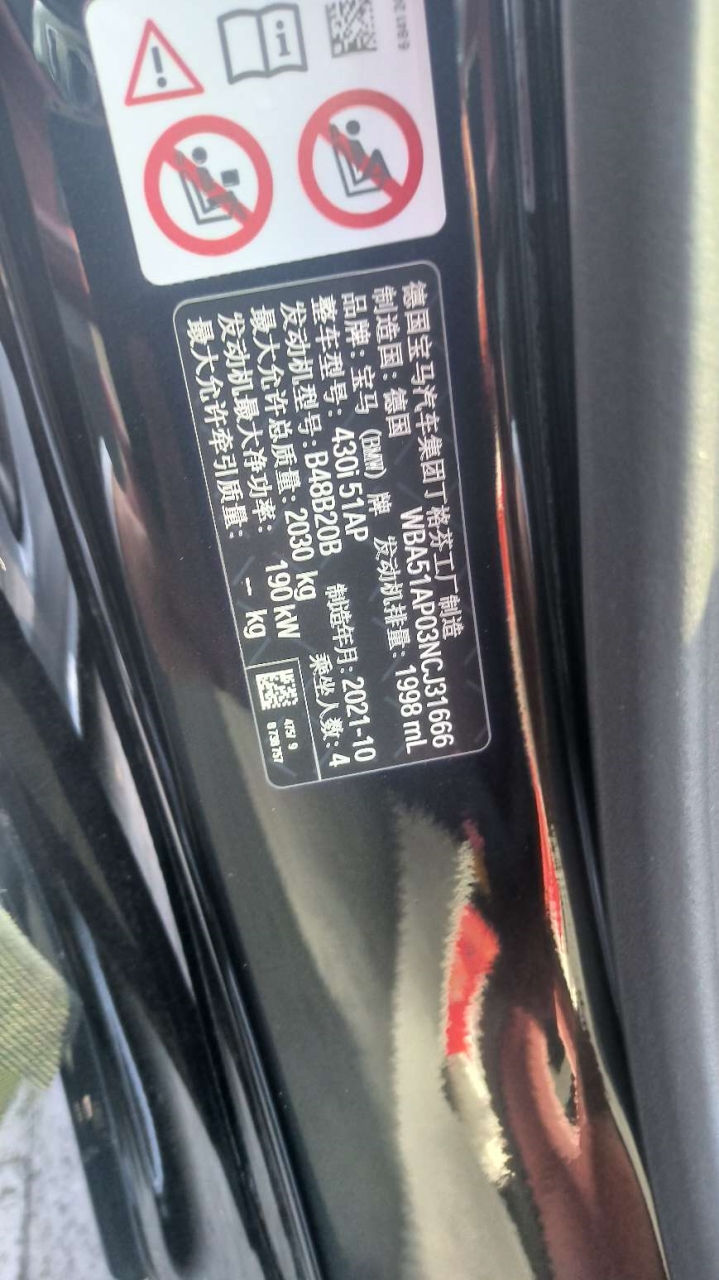 德国宝马汽车集团丁格芬工厂制造
制造国：德国 WBA51AP03NCJ31666
品牌：宝马 (BMW) 牌 发动机排量：1998 mL
整车型号：430i 51AP 制造年月：2021-10
发动机型号：B48B20B 乘坐人数：4
最大允许总质量：2030 kg
发动机最大净功率：190 kW
最大允许牵引质量：-- kg